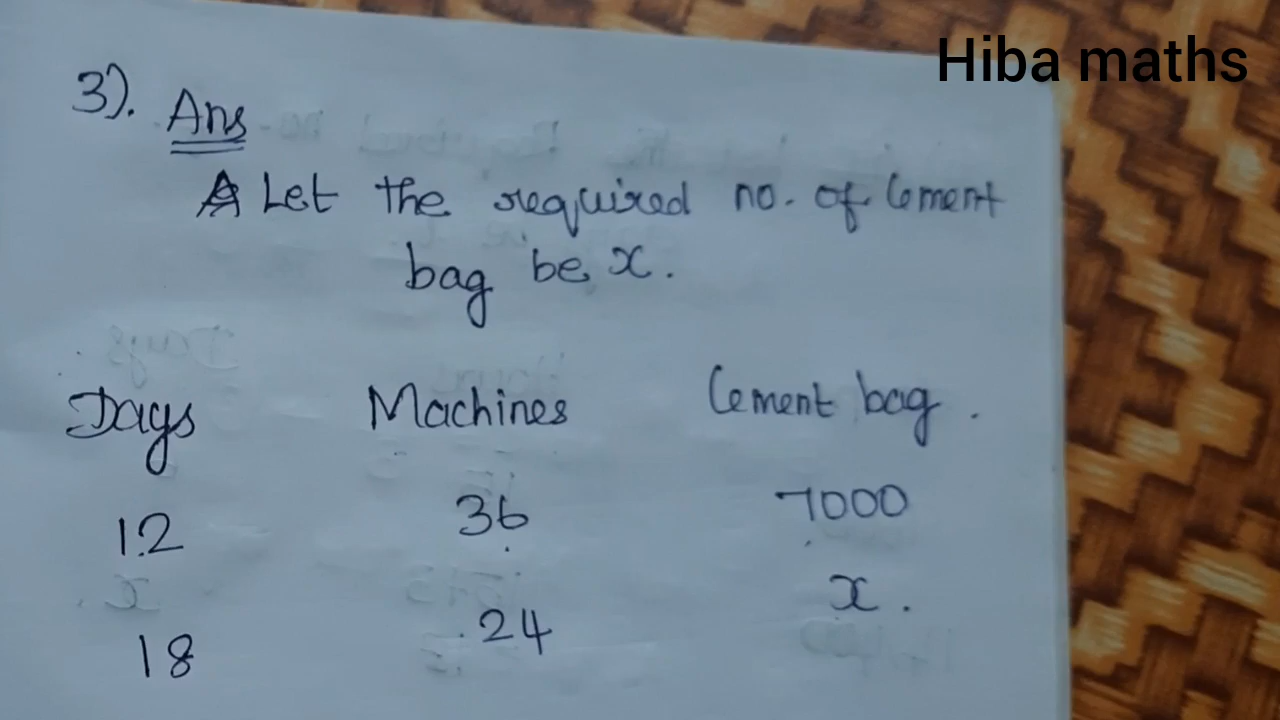 Hiba maths
3). Ans
Let the required no. of Cement
bag be x.
Days Machines Cement bag.
12 36 7000
18 24 x.